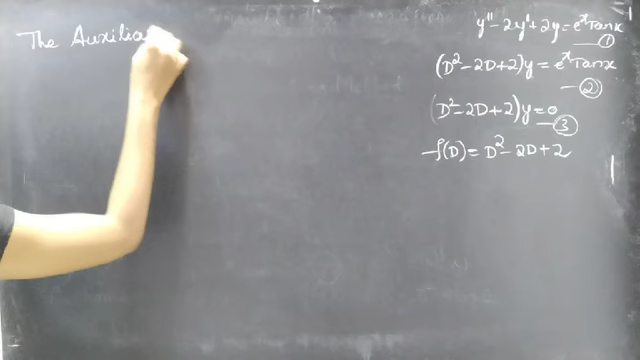 The Auxilia
y" - 2y' + 2y = e^x Tanx
①
(D² - 2D + 2)y = e^x Tanx
②
(D² - 2D + 2)y = 0
③
f(D) = D² - 2D + 2